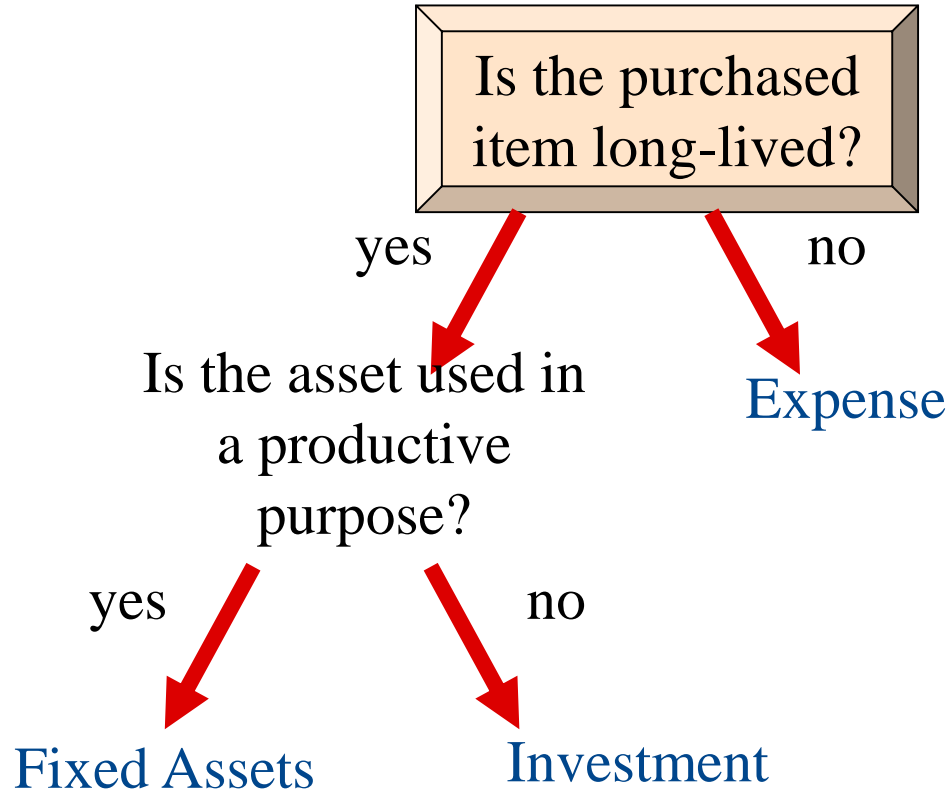 Is the purchased
item long-lived?
yes
no
Is the asset used in
a productive
purpose?
Expense
yes
no
Fixed Assets
Investment